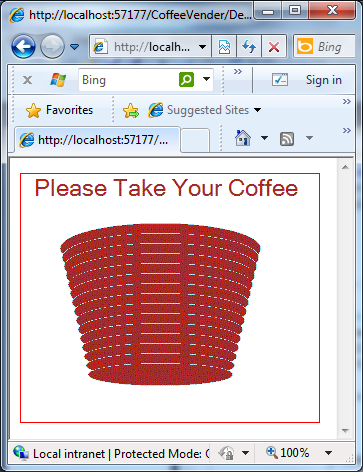 http://localhost:57177/CoffeeVender/De...
http://localh...
Bing
x
Bing
»
»
Sign in
Favorites
Suggested Sites
http://localhost:57177/...
»
Please Take Your Coffee
Local intranet | Protected Mode: O
100%